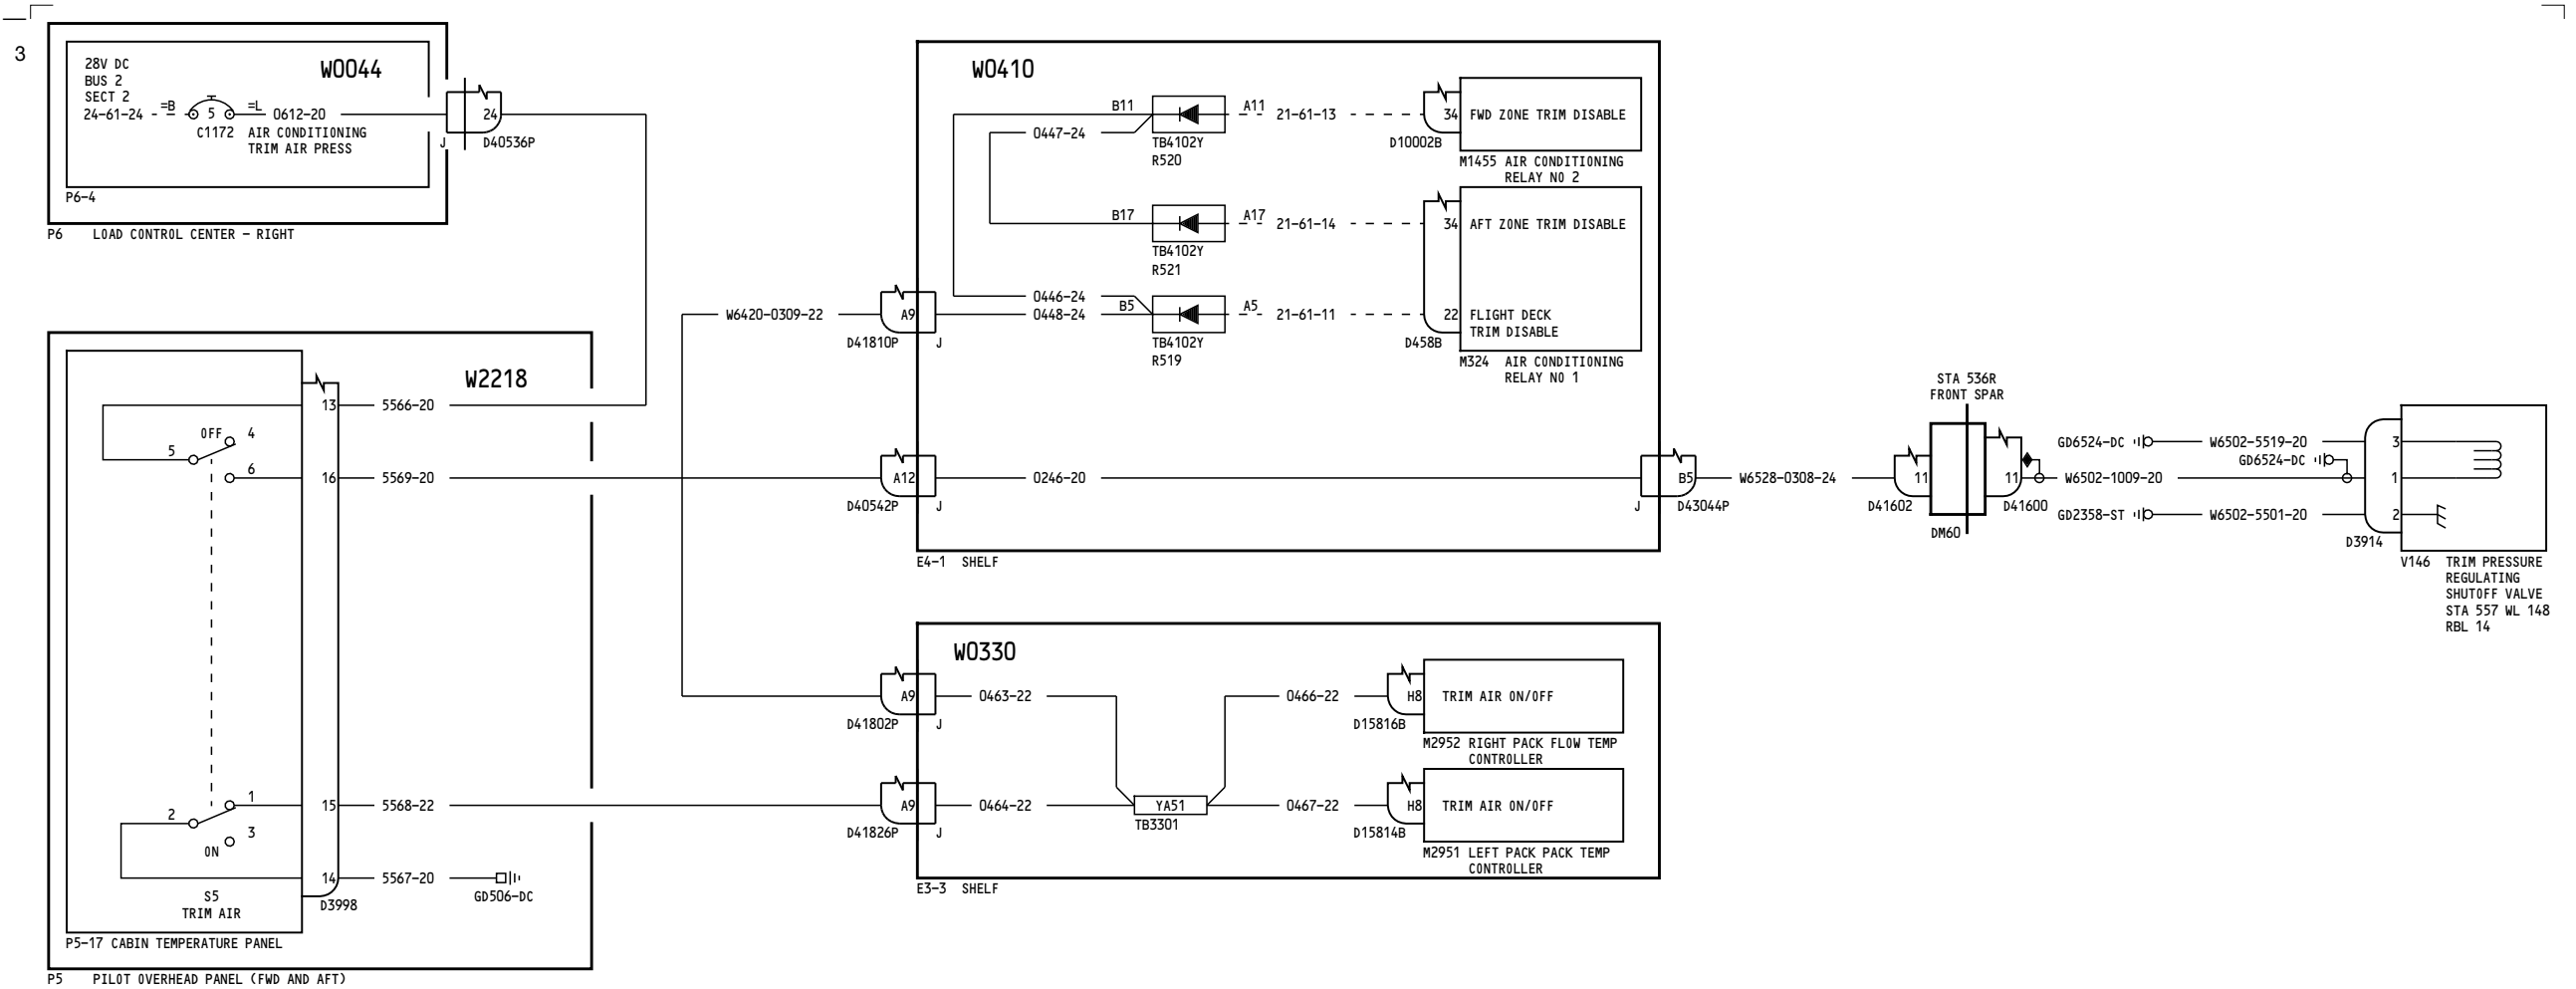 3
28V DC
BUS 2
SECT 2
24-61-24
=B
5
=L
0612-20
C1172
AIR CONDITIONING
TRIM AIR PRESS
W0044
J
24
D40536P
P6-4
P6 LOAD CONTROL CENTER - RIGHT
W2218
13
5566-20
OFF
4
5
6
16
5569-20
1
2
3
ON
15
5568-22
14
5567-20
GD506-DC
S5
TRIM AIR
D3998
P5-17 CABIN TEMPERATURE PANEL
P5 PILOT OVERHEAD PANEL (FWD AND AFT)
W0410
B11
0447-24
TB4102Y
R520
A11
21-61-13
34
FWD ZONE TRIM DISABLE
D10002B
M1455 AIR CONDITIONING
RELAY NO 2
B17
TB4102Y
R521
A17
21-61-14
34
AFT ZONE TRIM DISABLE
W6420-0309-22
A9
D41810P
J
0446-24
0448-24
B5
TB4102Y
R519
A5
21-61-11
22
FLIGHT DECK
TRIM DISABLE
D458B
M324 AIR CONDITIONING
RELAY NO 1
A12
D40542P
J
0246-20
J
B5
D43044P
E4-1 SHELF
W6528-0308-24
STA 536R
FRONT SPAR
11
D41602
DM60
11
D41600
GD6524-DC
W6502-5519-20
GD6524-DC
W6502-1009-20
GD2358-ST
W6502-5501-20
3
1
2
D3914
V146 TRIM PRESSURE
REGULATING
SHUTOFF VALVE
STA 557 WL 148
RBL 14
W0330
A9
D41802P
J
0463-22
0466-22
H8
TRIM AIR ON/OFF
D15816B
M2952 RIGHT PACK FLOW TEMP
CONTROLLER
A9
D41826P
J
0464-22
YA51
TB3301
0467-22
H8
TRIM AIR ON/OFF
D15814B
M2951 LEFT PACK PACK TEMP
CONTROLLER
E3-3 SHELF